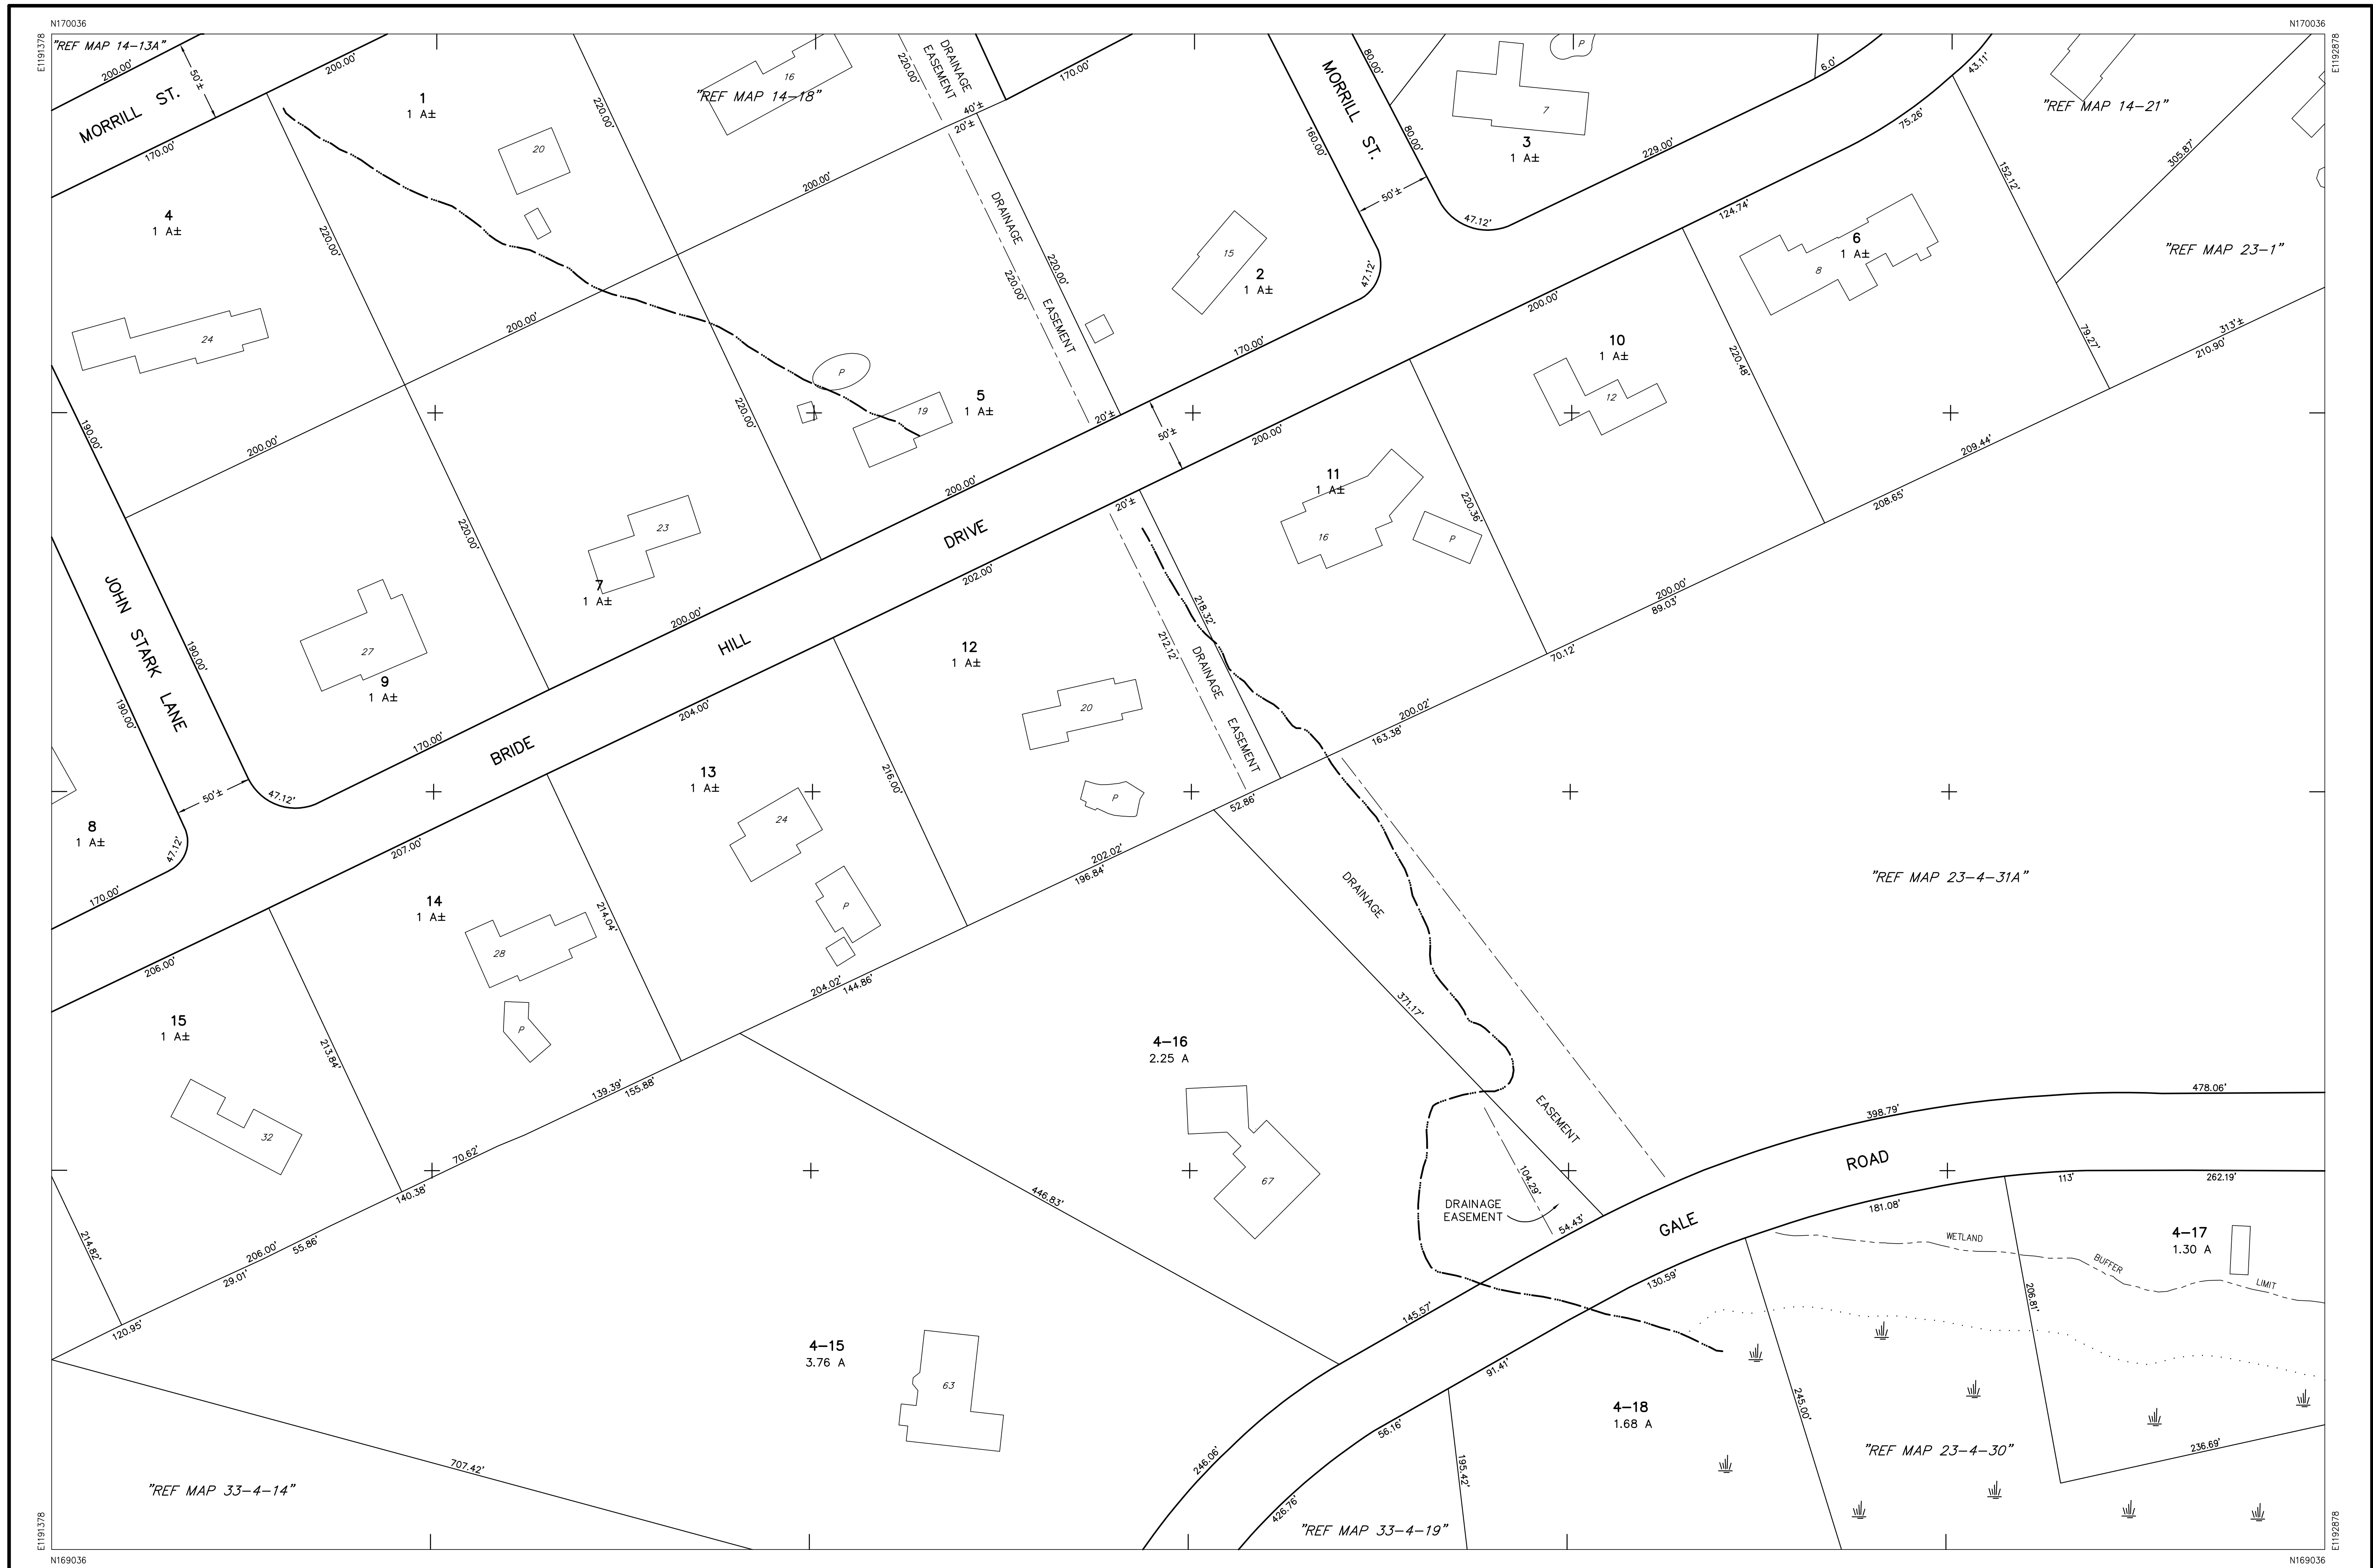 N170036
N170036
E1191378
E1192878
"REF MAP 14-13A"
200.00'
50'±
200.00'
MORRILL ST.
170.00'
1
1 A±
20
220.00'
16
"REF MAP 14-18"
220.00'
DRAINAGE
EASEMENT
40'±
20'±
170.00'
MORRILL ST.
80.00'
80.00'
160.00'
50'±
47.12'
7
P
3
1 A±
229.00'
6.0'
43.11'
75.26'
"REF MAP 14-21"
305.87'
152.12'
"REF MAP 23-1"
4
1 A±
24
220.00'
200.00'
200.00'
DRAINAGE
EASEMENT
220.00'
220.00'
15
2
1 A±
47.12'
170.00'
124.74'
6
1 A±
8
79.27'
313'±
210.90'
200.00'
190.00'
200.00'
220.00'
220.00'
P
19
5
1 A±
20'±
50'±
200.00'
200.00'
10
1 A±
12
220.48'
209.44'
208.65'
11
1 A±
16
P
220.36'
200.00'
89.03'
70.12'
JOHN STARK LANE
190.00'
190.00'
27
9
1 A±
23
7
1 A±
200.00'
BRIDE HILL DRIVE
202.00'
20'±
218.32'
212.12'
DRAINAGE
EASEMENT
200.02'
163.38'
12
1 A±
20
P
204.00'
170.00'
47.12'
50'±
8
1 A±
47.12'
170.00'
207.00'
13
1 A±
24
P
216.00'
52.86'
202.02'
196.84'
DRAINAGE
EASEMENT
371.17'
"REF MAP 23-4-31A"
14
1 A±
28
P
214.04'
204.02'
144.86'
206.00'
15
1 A±
32
213.84'
139.39'
155.88'
70.62'
140.38'
4-16
2.25 A
67
446.83'
104.29'
DRAINAGE
EASEMENT
54.43'
398.79'
478.06'
GALE ROAD
113'
262.19'
181.08'
130.59'
4-17
1.30 A
WETLAND BUFFER LIMIT
206.81'
214.82'
206.00'
55.86'
29.01'
120.95'
4-15
3.76 A
63
145.57'
91.41'
56.16'
246.06'
426.76'
195.42'
4-18
1.68 A
245.00'
"REF MAP 23-4-30"
236.69'
707.42'
"REF MAP 33-4-14"
"REF MAP 33-4-19"
E1191378
E1192878
N169036
N169036